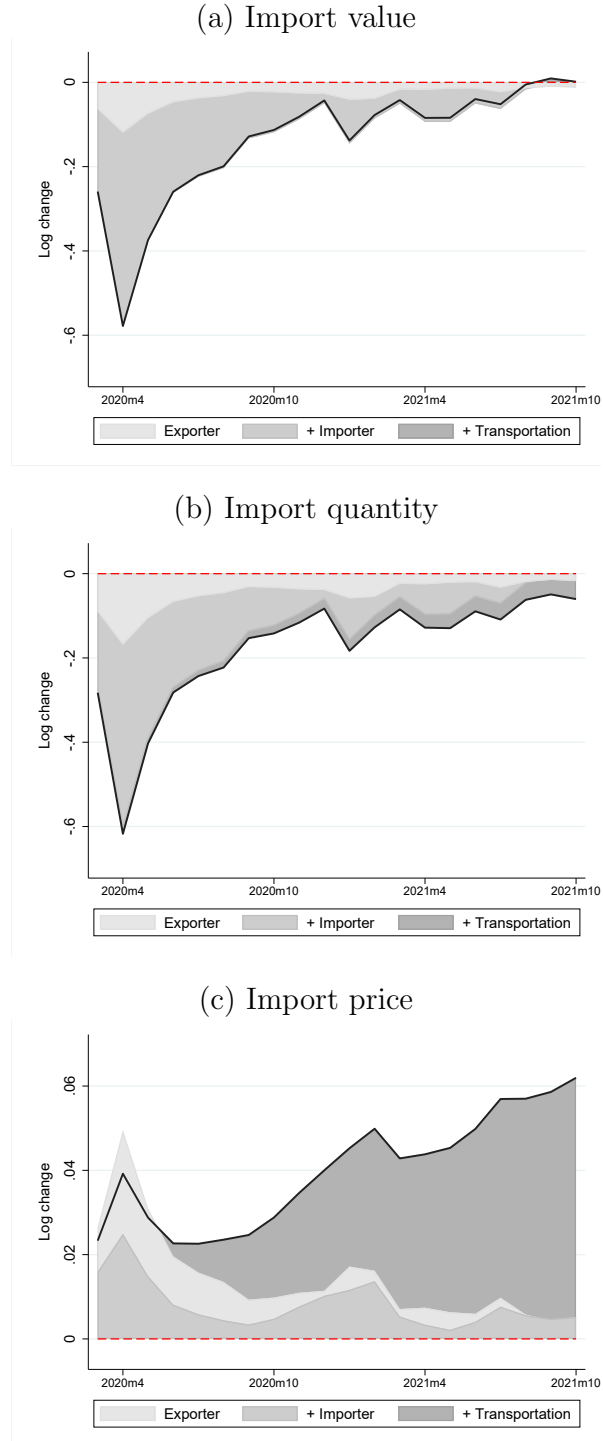 (a) Import value
Log change
0
-.2
-.4
-.6
2020m4 2020m10 2021m4 2021m10
Exporter + Importer + Transportation
(b) Import quantity
Log change
0
-.2
-.4
-.6
2020m4 2020m10 2021m4 2021m10
Exporter + Importer + Transportation
(c) Import price
Log change
.06
.04
.02
0
2020m4 2020m10 2021m4 2021m10
Exporter + Importer + Transportation